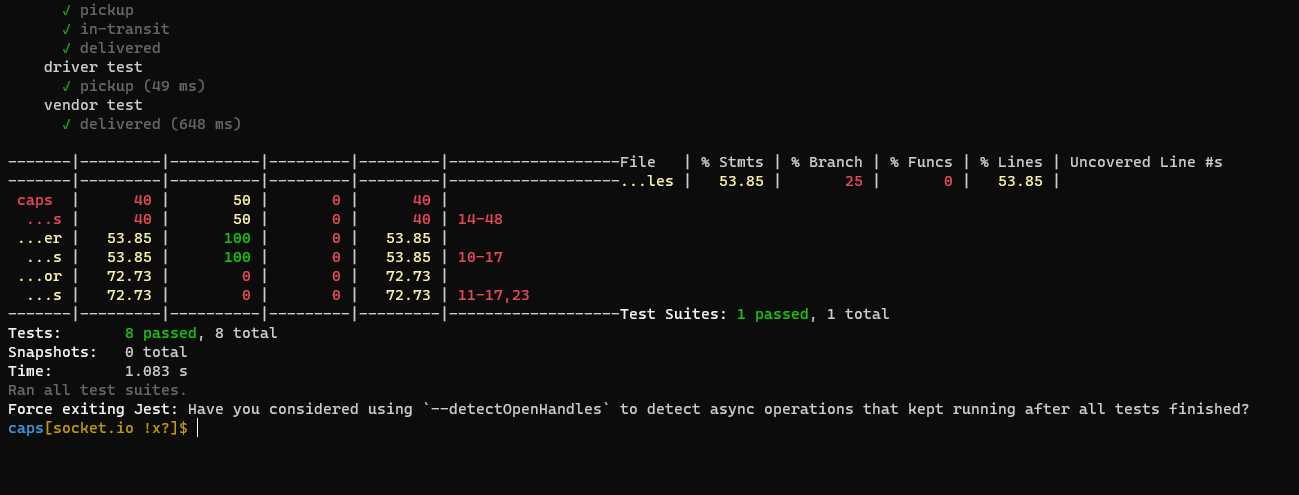 ✓ pickup
✓ in-transit
✓ delivered
driver test
✓ pickup (49 ms)
vendor test
✓ delivered (648 ms)
-------|---------|----------|---------|---------|-------------------File   | % Stmts | % Branch | % Funcs | % Lines | Uncovered Line #s
-------|---------|----------|---------|---------|-------------------...les |   53.85 |       25 |       0 |   53.85 |
caps  |      40 |       50 |       0 |      40 |
...s |      40 |       50 |       0 |      40 | 14-48
...er |   53.85 |      100 |       0 |   53.85 |
...s |   53.85 |      100 |       0 |   53.85 | 10-17
...or |   72.73 |        0 |       0 |   72.73 |
...s |   72.73 |        0 |       0 |   72.73 | 11-17,23
-------|---------|----------|---------|---------|-------------------Test Suites: 1 passed, 1 total
Tests:       8 passed, 8 total
Snapshots:   0 total
Time:        1.083 s
Ran all test suites.
Force exiting Jest: Have you considered using `--detectOpenHandles` to detect async operations that kept running after all tests finished?
caps[socket.io !x?]$